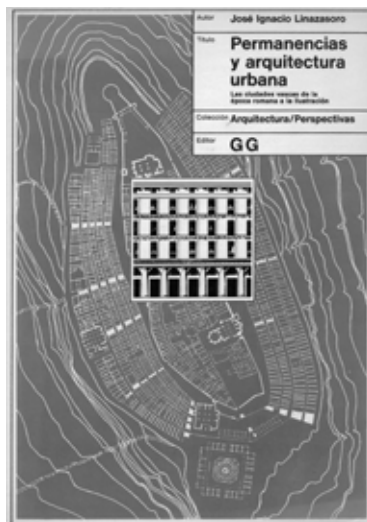 Autor José Ignacio Linazasoro
Título Permanencias
y arquitectura
urbana
Las ciudades vascas de la
época romana a la ilustración
Colección Arquitectura/Perspectivas
Editor GG